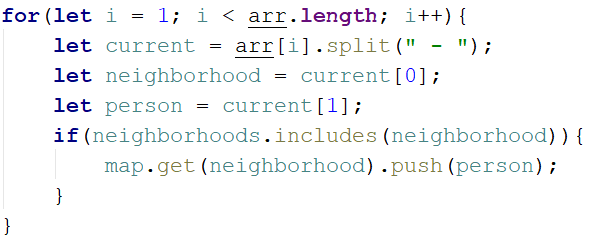 for(let i = 1; i < arr.length; i++){
    let current = arr[i].split(" - ");
    let neighborhood = current[0];
    let person = current[1];
    if(neighborhoods.includes(neighborhood)){
        map.get(neighborhood).push(person);
    }
}